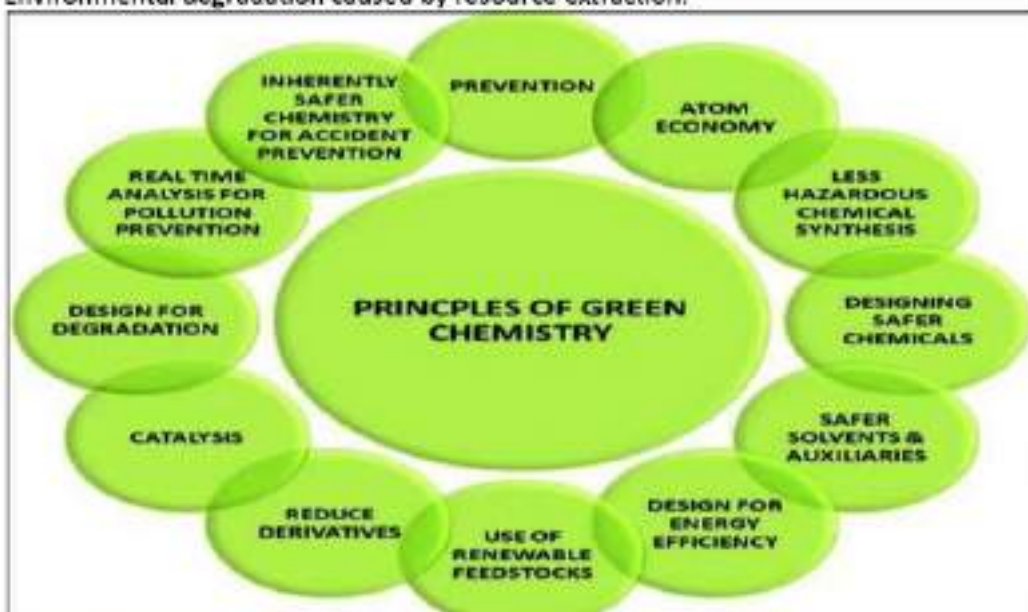 Environmental degradation caused by resource extraction.
PREVENTION
ATOM
ECONOMY
LESS
HAZARDOUS
CHEMICAL
SYNTHESIS
DESIGNING
SAFER
CHEMICALS
SAFER
SOLVENTS &
AUXILIARIES
DESIGN FOR
ENERGY
EFFICIENCY
USE OF
RENEWABLE
FEEDSTOCKS
REDUCE
DERIVATIVES
CATALYSIS
DESIGN FOR
DEGRADATION
REAL TIME
ANALYSIS FOR
POLLUTION
PREVENTION
INHERENTLY
SAFER
CHEMISTRY
FOR ACCIDENT
PREVENTION
PRINCPLES OF GREEN
CHEMISTRY